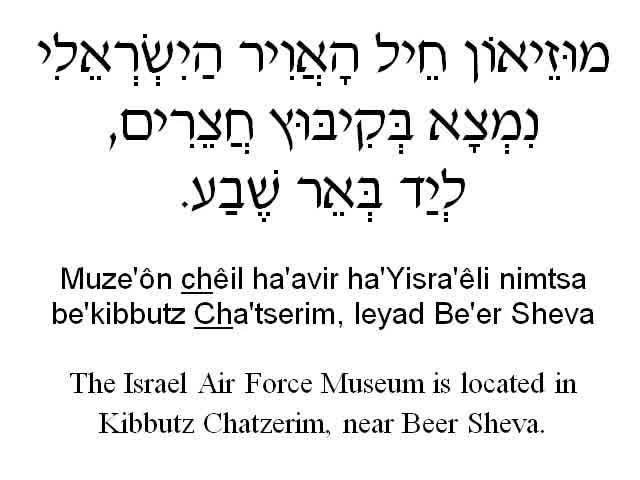 מוּזֵיאוֹן חֵיל הָאֲוִיר הַיִשְׂרְאֵלִי
נִמְצָא בְּקִיבּוּץ חֲצֵרִים,
לְיַד בְּאֵר שֶׁבַע.
Muze'ôn chêil ha'avir ha'Yisra'êli nimtsa
be'kibbutz Cha'tserim, leyad Be'er Sheva
The Israel Air Force Museum is located in
Kibbutz Chatzerim, near Beer Sheva.